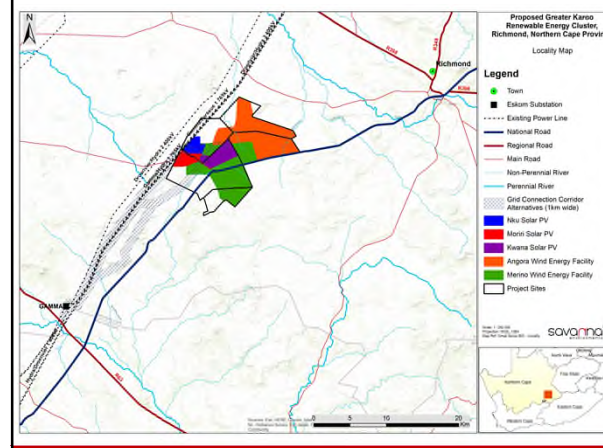 Proposed Greater Karoo
Renewable Energy Cluster,
Richmond, Northern Cape Provin
Locality Map
Legend
Town
Eskom Substation
Existing Power Line
National Road
Regional Road
Main Road
Non-Perennial River
Perennial River
Grid Connection Corridor
Alternatives (1km wide)
Nku Solar PV
Moriri Solar PV
Kwana Solar PV
Angora Wind Energy Facility
Merino Wind Energy Facility
Project Sites
savanna
N
Richmond
GAMMA
0 5 10 20
Km
Northern Cape
Free State
Eastern Cape
Western Cape